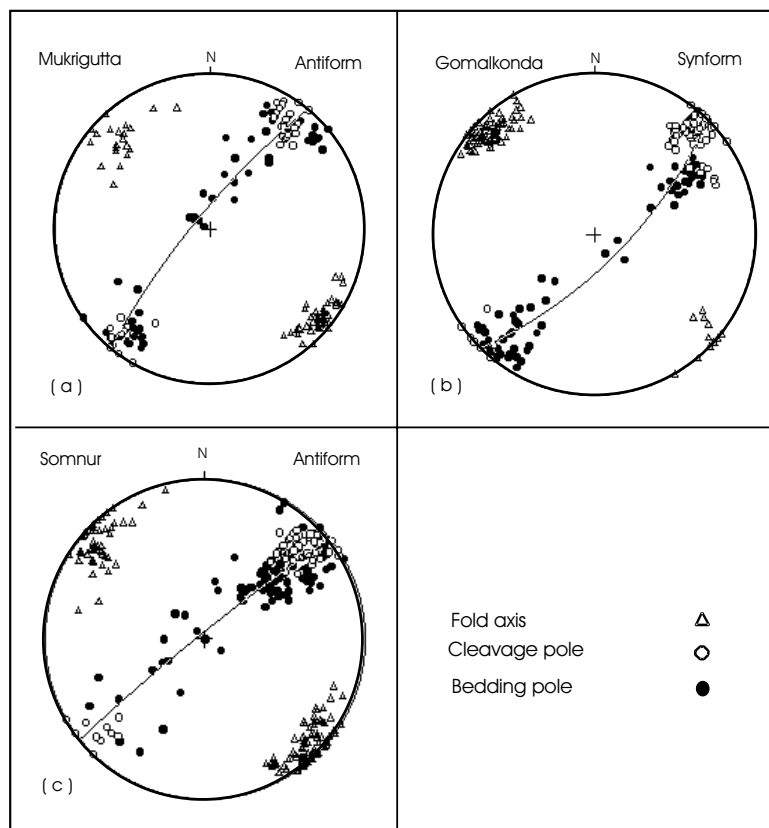 Mukrigutta N Antiform
( a )
Gomalkonda N Synform
( b )
Somnur N Antiform
( c )
Fold axis
Cleavage pole
Bedding pole